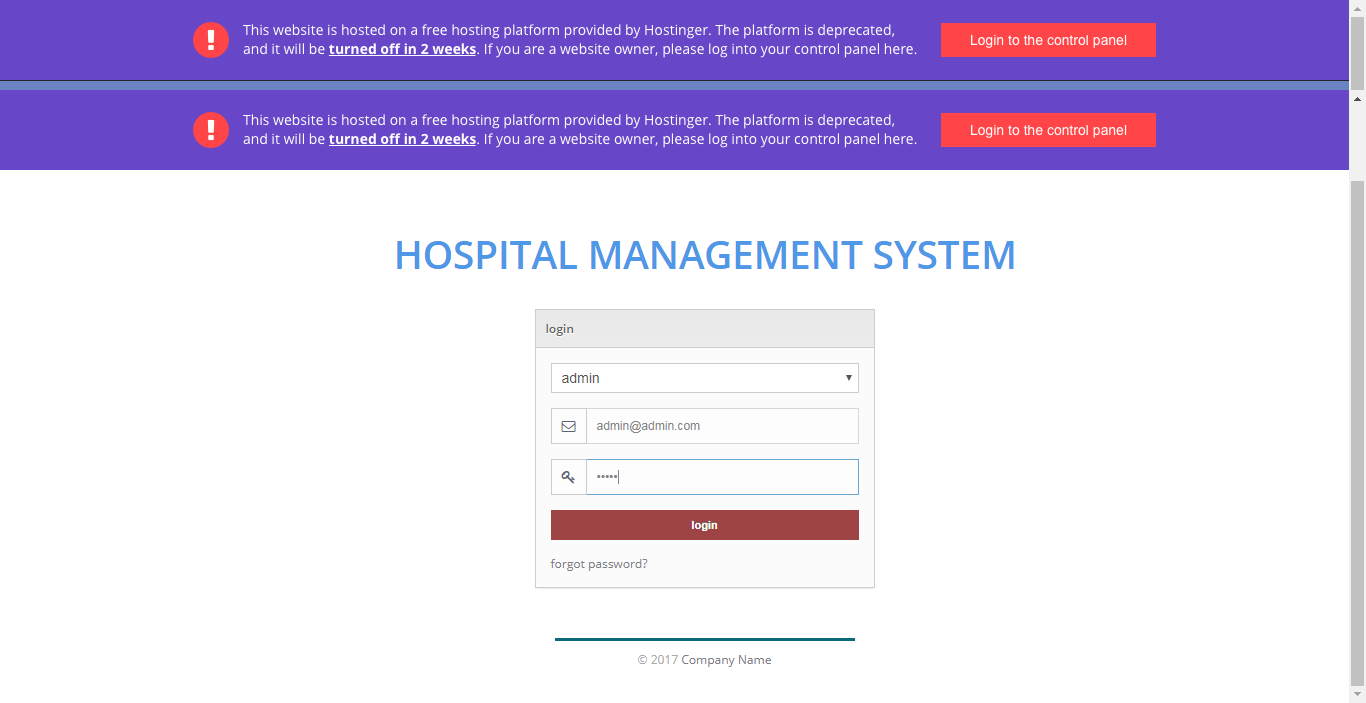 This website is hosted on a free hosting platform provided by Hostinger. The platform is deprecated,
and it will be turned off in 2 weeks. If you are a website owner, please log into your control panel here.
Login to the control panel
This website is hosted on a free hosting platform provided by Hostinger. The platform is deprecated,
and it will be turned off in 2 weeks. If you are a website owner, please log into your control panel here.
Login to the control panel
HOSPITAL MANAGEMENT SYSTEM
login
admin
admin@admin.com
•••••
login
forgot password?
© 2017 Company Name